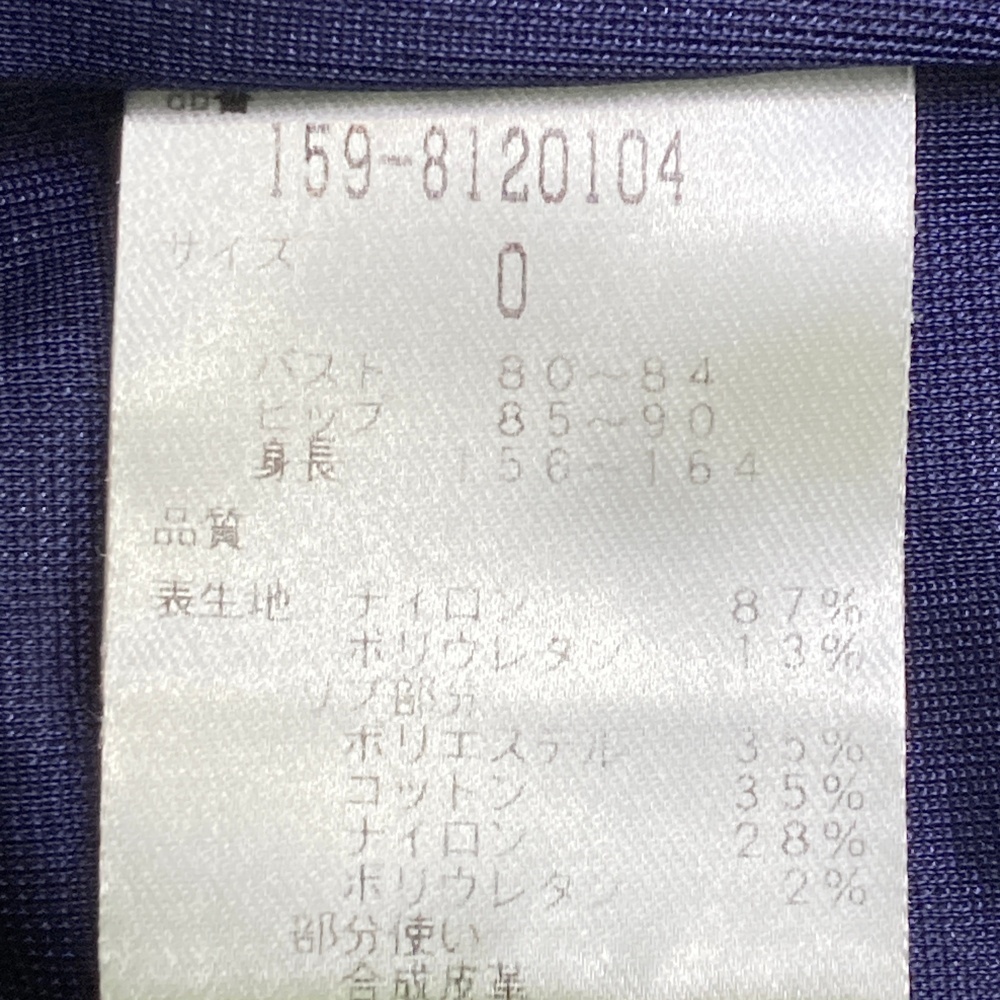 品番
159-8120104
サイズ
0
バスト 80~84
ヒップ 85~90
身長 156~164
品質
表生地 ナイロン 87%
ポリウレタン 13%
リブ部分
ポリエステル 35%
コットン 35%
ナイロン 28%
ポリウレタン 2%
部分使い
合成皮革